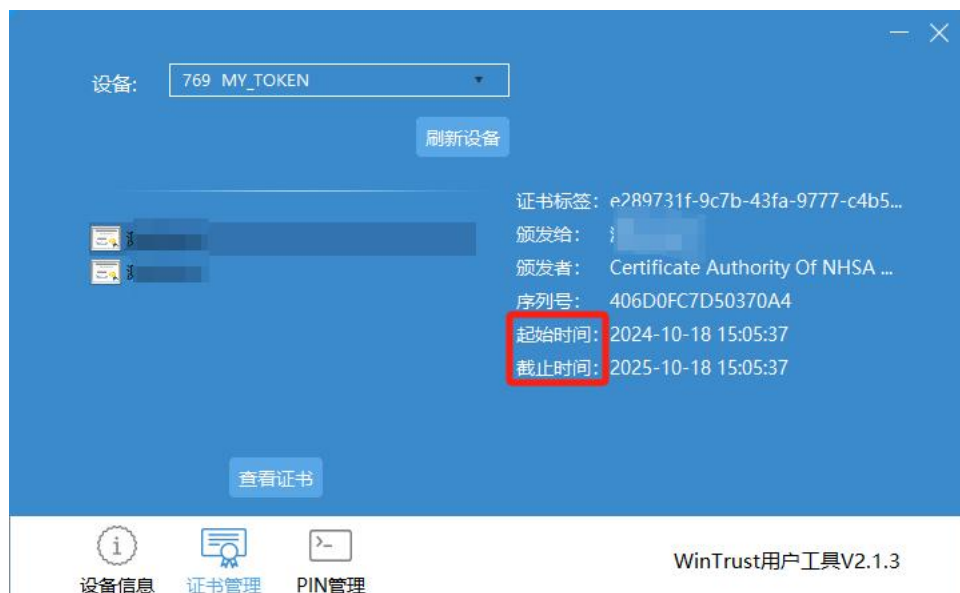 设备:
769 MY_TOKEN
刷新设备
证书标签: e289731f-9c7b-43fa-9777-c4b5...
颁发给:
颁发者: Certificate Authority Of NHSA ...
序列号: 406D0FC7D50370A4
起始时间: 2024-10-18 15:05:37
截止时间: 2025-10-18 15:05:37
查看证书
设备信息
证书管理
PIN管理
WinTrust用户工具V2.1.3